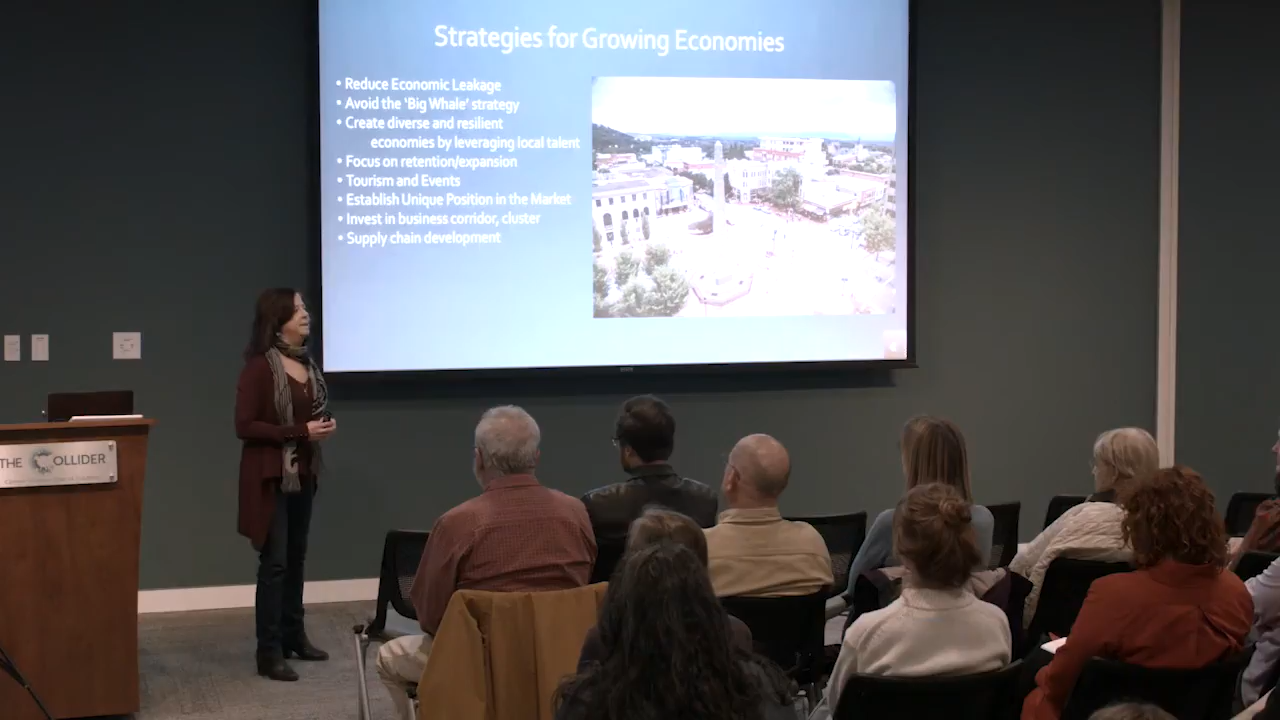 Strategies for Growing Economies
• Reduce Economic Leakage
• Avoid the ‘Big Whale’ strategy
• Create diverse and resilient
economies by leveraging local talent
• Focus on retention/expansion
• Tourism and Events
• Establish Unique Position in the Market
• Invest in business corridor, cluster
• Supply chain development
THE COLLIDER